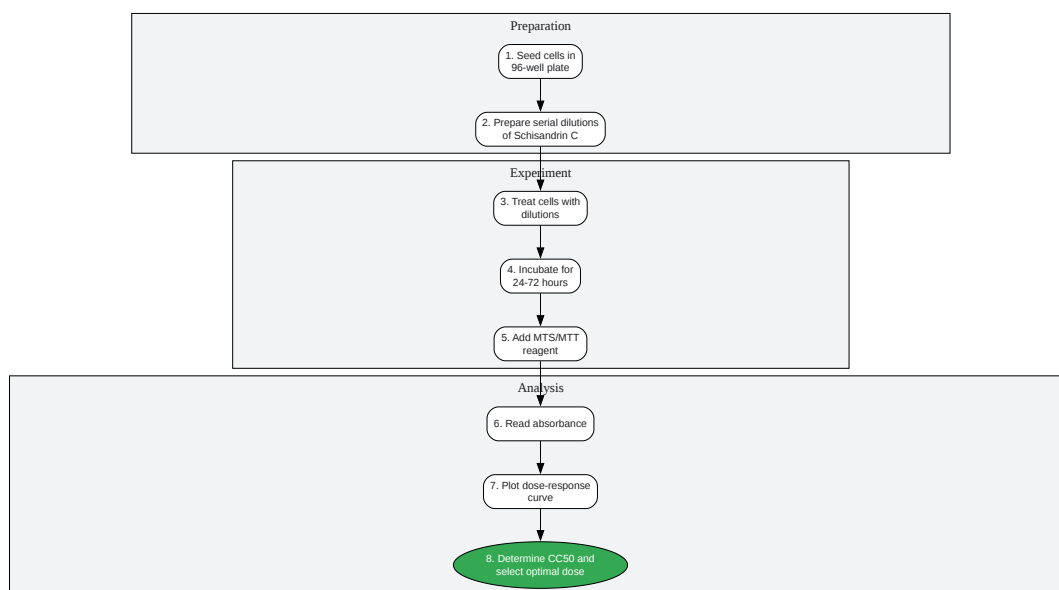 Preparation
1. Seed cells in
96-well plate
2. Prepare serial dilutions
of Schisandrin C
Experiment
3. Treat cells with
dilutions
4. Incubate for
24-72 hours
5. Add MTS/MTT
reagent
Analysis
6. Read absorbance
7. Plot dose-response
curve
8. Determine CC50 and
select optimal dose